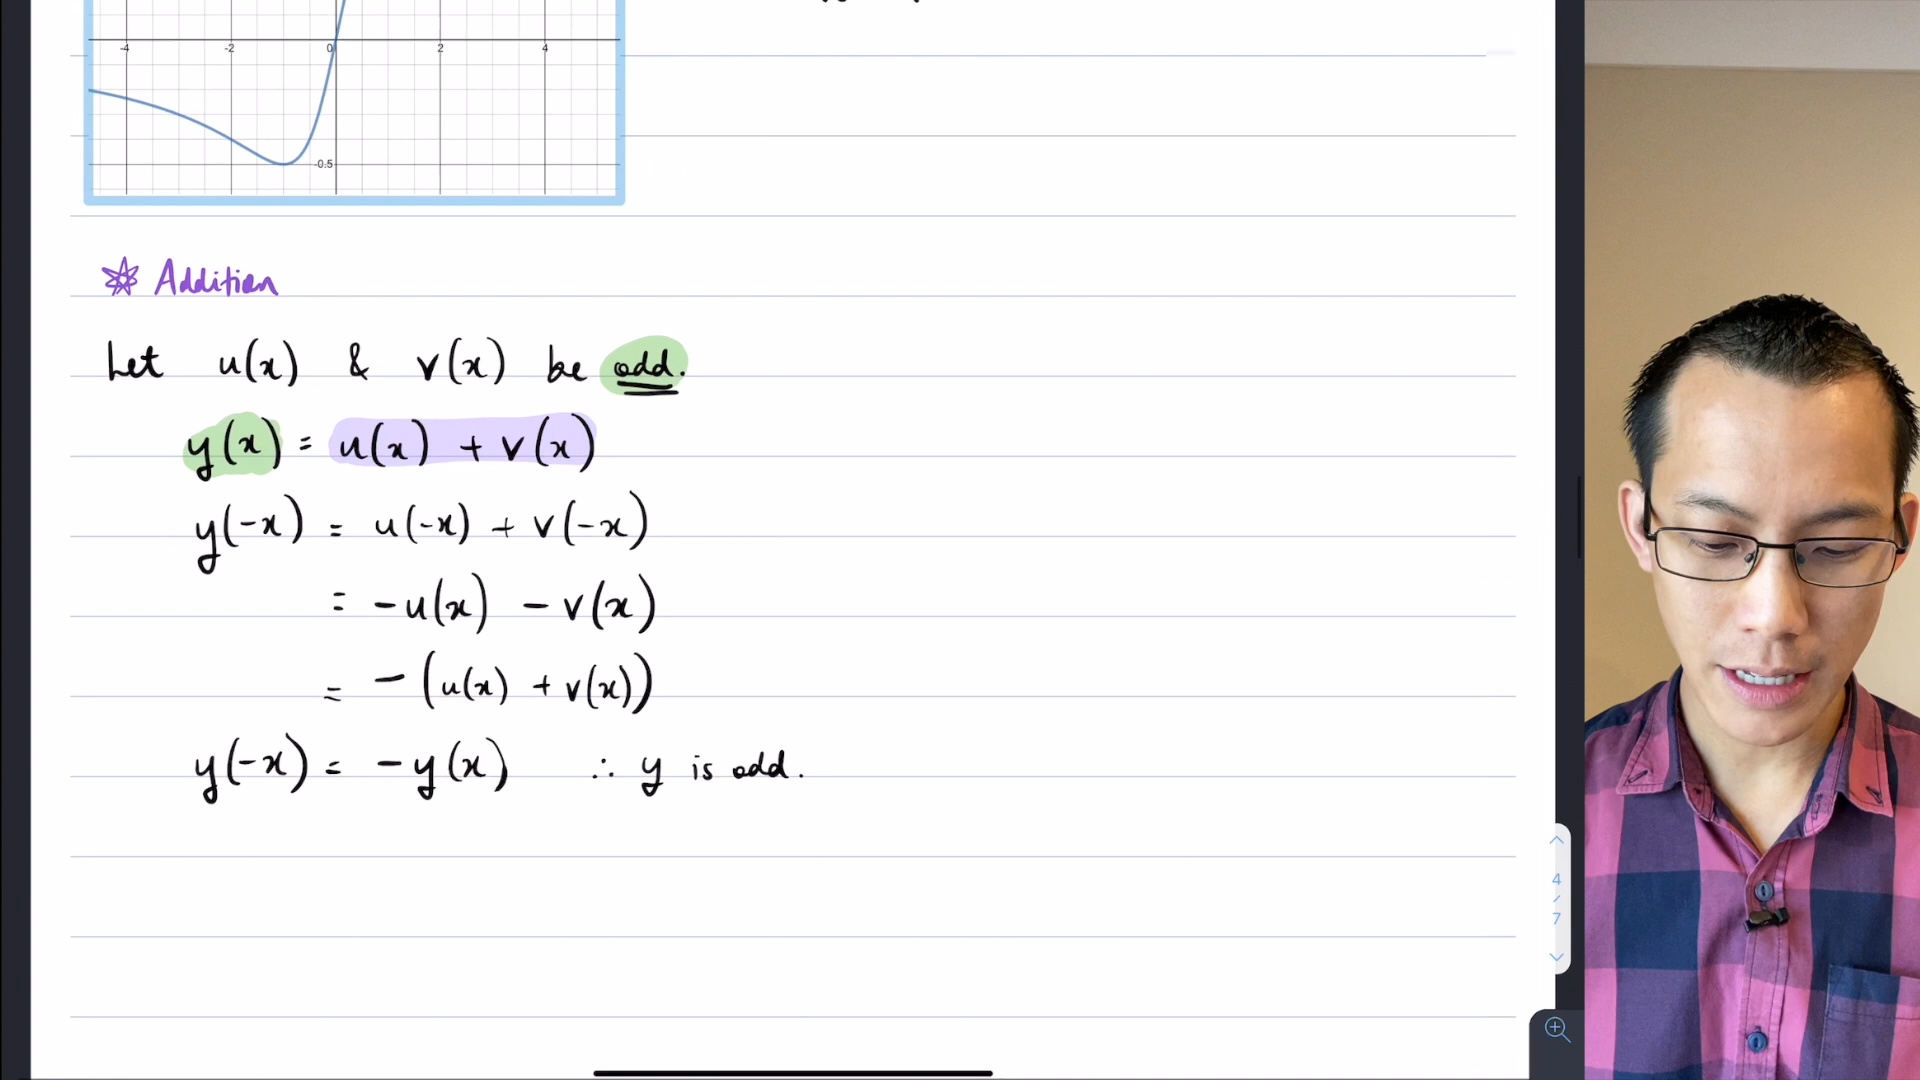 -4 -2 0 2 4
-0.5
Addition
Let u(x) & v(x) be odd.
y(x) = u(x) + v(x)
y(-x) = u(-x) + v(-x)
= -u(x) - v(x)
= -(u(x) + v(x))
y(-x) = -y(x) ∴ y is odd.
4
/
7